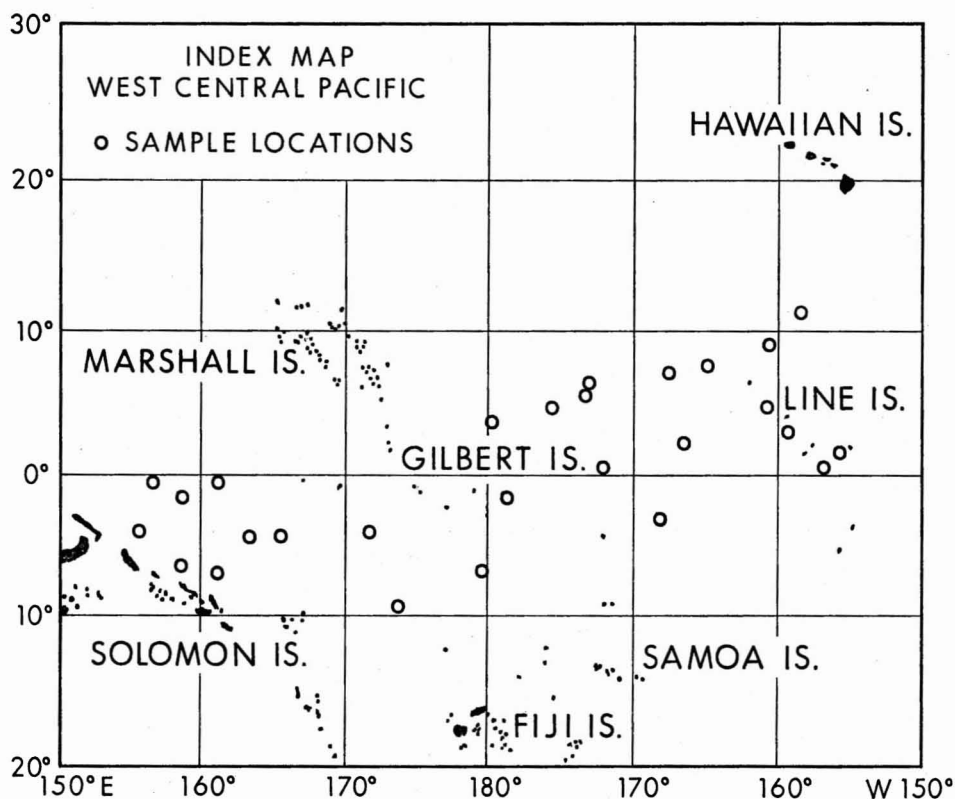 30°
INDEX MAP
WEST CENTRAL PACIFIC
o SAMPLE LOCATIONS
HAWAIIAN IS.
20°
10°
MARSHALL IS.
LINE IS.
GILBERT IS.
0°
10°
SOLOMON IS.
SAMOA IS.
FIJI IS.
20°
150°E 160° 170° 180° 170° 160° W 150°